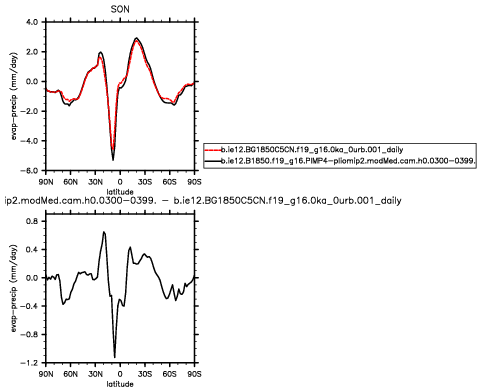 SON
4.0
2.0
0.0
-2.0
-4.0
-6.0
evap-precip (mm/day)
90N 60N 30N 0 30S 60S 90S
latitude
b.ie12.BG1850C5CN.f19_g16.0ka_0urb.001_daily
b.ie12.B1850.f19_g16.PlMP4-pliomip2.modMed.cam.h0.0300-0399.
ip2.modMed.cam.h0.0300-0399. - b.ie12.BG1850C5CN.f19_g16.0ka_0urb.001_daily
0.8
0.4
0.0
-0.4
-0.8
-1.2
evap-precip (mm/day)
90N 60N 30N 0 30S 60S 90S
latitude